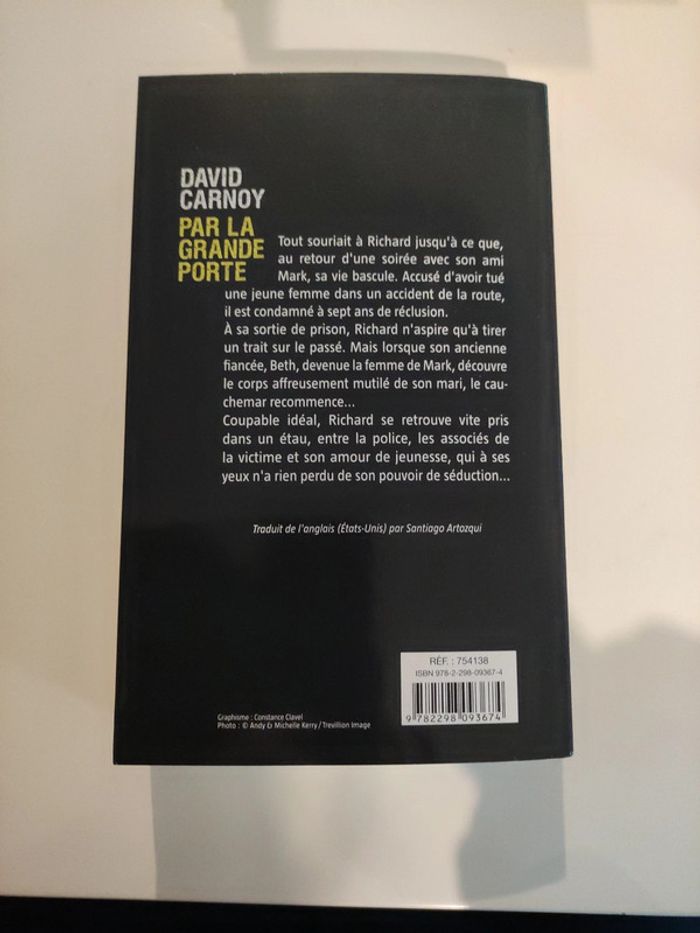 DAVID
CARNOY
PAR LA
GRANDE
PORTE
Tout souriait à Richard jusqu'à ce que,
au retour d'une soirée avec son ami
Mark, sa vie bascule. Accusé d'avoir tué
une jeune femme dans un accident de la route,
il est condamné à sept ans de réclusion.
À sa sortie de prison, Richard n'aspire qu'à tirer
un trait sur le passé. Mais lorsque son ancienne
fiancée, Beth, devenue la femme de Mark, découvre
le corps affreusement mutilé de son mari, le cau-
chemar recommence...
Coupable idéal, Richard se retrouve vite pris
dans un étau, entre la police, les associés de
la victime et son amour de jeunesse, qui à ses
yeux n'a rien perdu de son pouvoir de séduction...
Traduit de l'anglais (États-Unis) par Santiago Artozqui
RÉF. : 754138
ISBN 978-2-298-09367-4
9 782298 093674
Graphisme : Constance Clavel
Photo : © Andy & Michelle Kerry / Trevillion Image